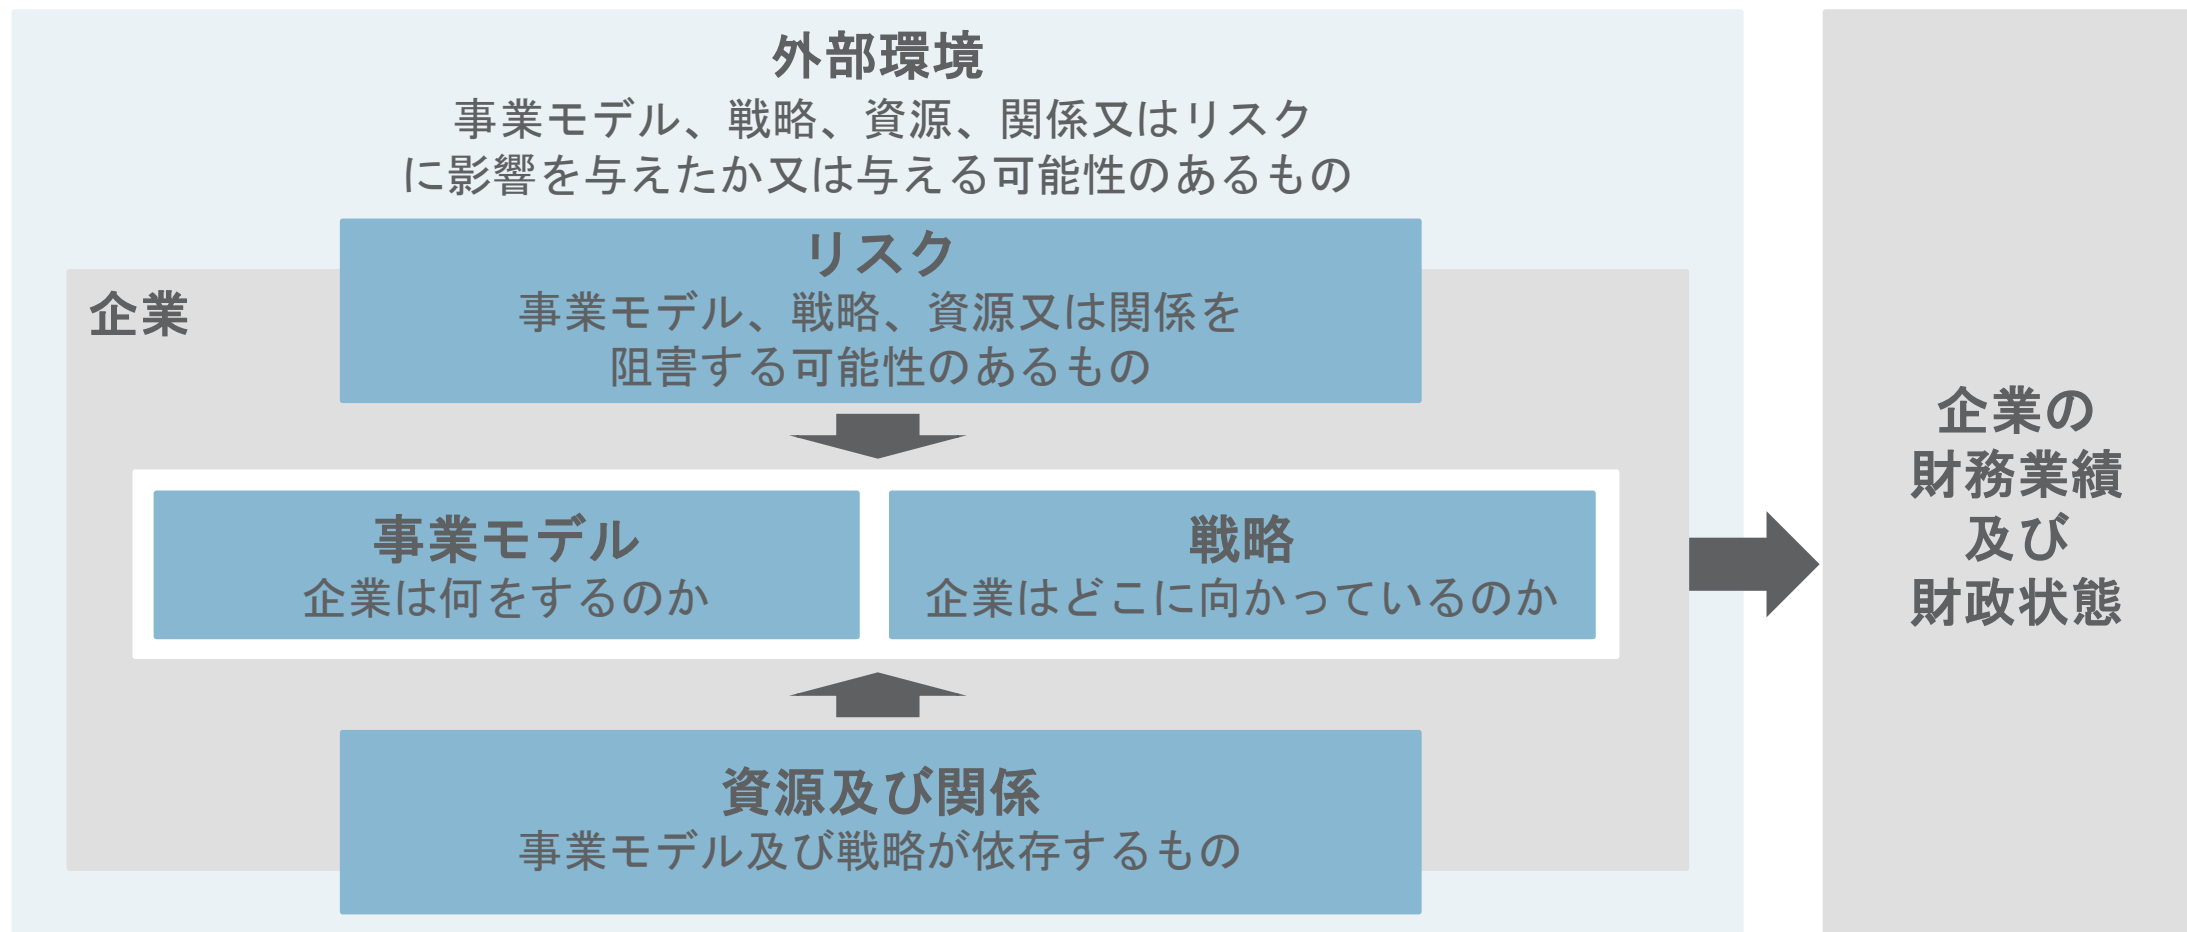 外部環境
事業モデル、戦略、資源、関係又はリスク
に影響を与えたか又は与える可能性のあるもの
リスク
事業モデル、戦略、資源又は関係を
阻害する可能性のあるもの
企業
事業モデル
企業は何をするのか
戦略
企業はどこに向かっているのか
資源及び関係
事業モデル及び戦略が依存するもの
企業の
財務業績
及び
財政状態